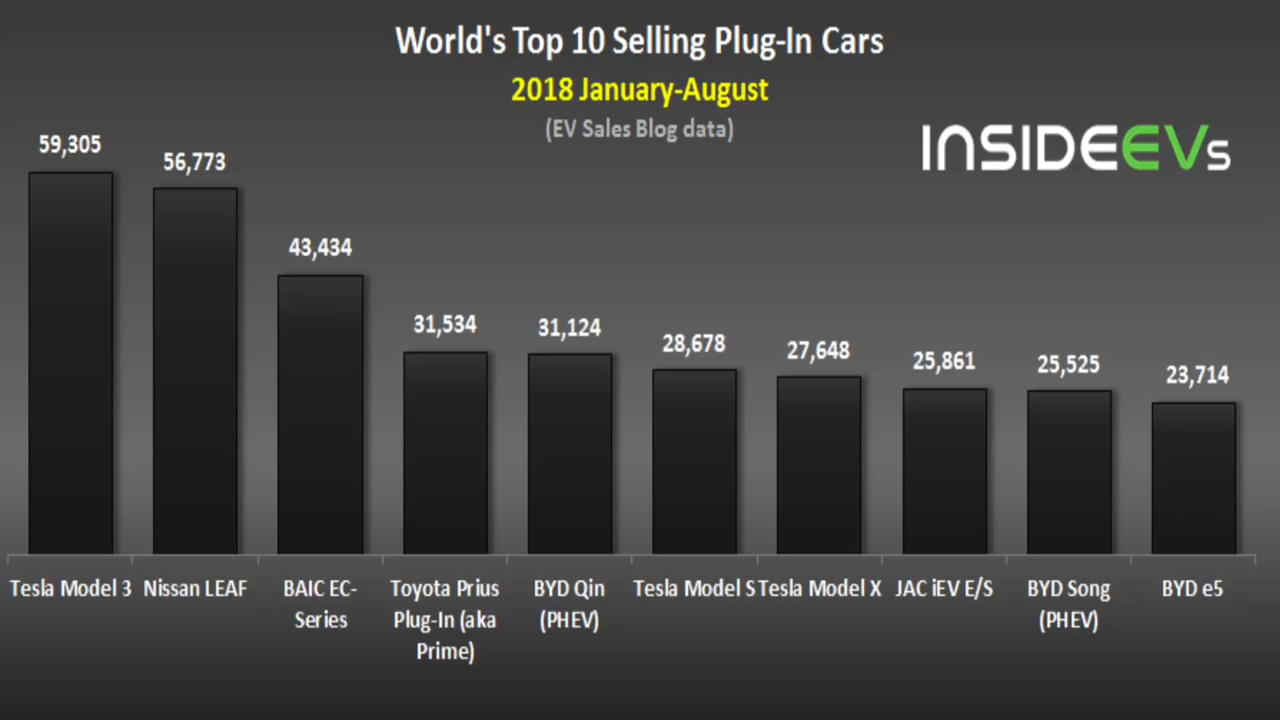 World's Top 10 Selling Plug-In Cars
2018 January-August
(EV Sales Blog data)
INSIDEEVs
59,305
56,773
43,434
31,534
31,124
28,678
27,648
25,861
25,525
23,714
Tesla Model 3
Nissan LEAF
BAIC EC-
Series
Toyota Prius
Plug-In (aka
Prime)
BYD Qin
(PHEV)
Tesla Model S
Tesla Model X
JAC iEV E/S
BYD Song
(PHEV)
BYD e5